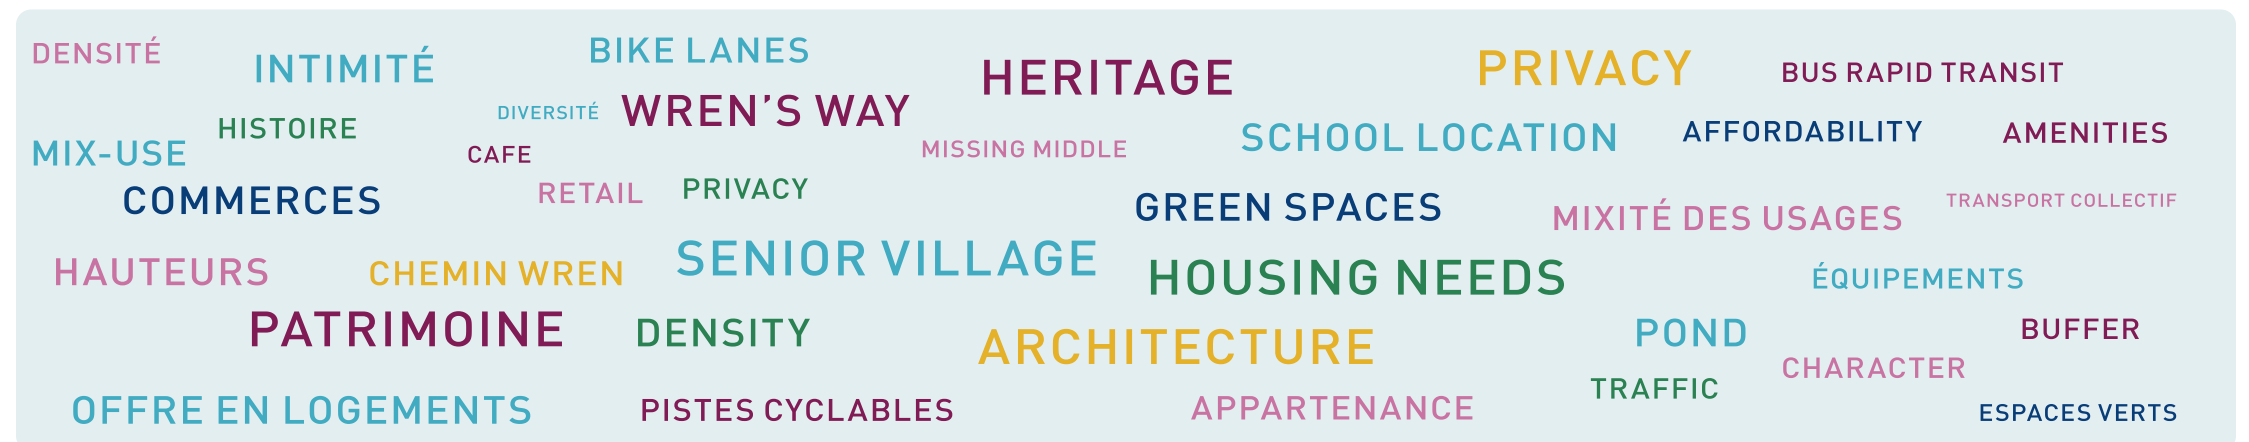 DENSITÉ
INTIMITÉ
BIKE LANES
HERITAGE
PRIVACY
BUS RAPID TRANSIT
HISTOIRE
DIVERSITÉ
WREN’S WAY
MIX-USE
CAFE
MISSING MIDDLE
SCHOOL LOCATION
AFFORDABILITY
AMENITIES
COMMERCES
RETAIL
PRIVACY
GREEN SPACES
MIXITÉ DES USAGES
TRANSPORT COLLECTIF
HAUTEURS
CHEMIN WREN
SENIOR VILLAGE
HOUSING NEEDS
ÉQUIPEMENTS
PATRIMOINE
DENSITY
ARCHITECTURE
POND
BUFFER
CHARACTER
TRAFFIC
OFFRE EN LOGEMENTS
PISTES CYCLABLES
APPARTENANCE
ESPACES VERTS